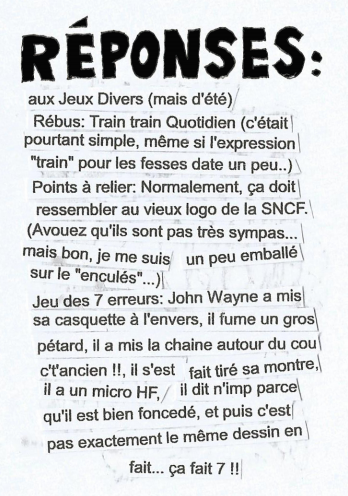 RÉPONSES:
aux Jeux Divers (mais d'été)
Rébus: Train train Quotidien (c'était
pourtant simple, même si l'expression
"train" pour les fesses date un peu..)
Points à relier: Normalement, ça doit
ressembler au vieux logo de la SNCF.
(Avouez qu'ils sont pas très sympas...
mais bon, je me suis un peu emballé
sur le "enculés"...)
Jeu des 7 erreurs: John Wayne a mis
sa casquette à l'envers, il fume un gros
pétard, il a mis la chaine autour du cou
c't'ancien !!, il s'est fait tiré sa montre,
il a un micro HF, il dit n'imp parce
qu'il est bien foncedé, et puis c'est
pas exactement le même dessin en
fait... ça fait 7 !!